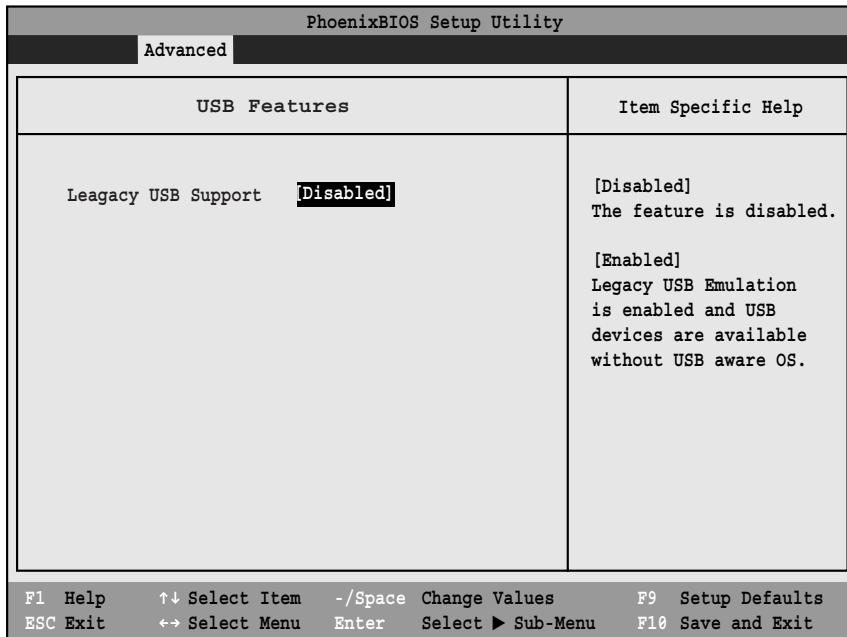 PhoenixBIOS Setup Utility
Advanced
USB Features
Item Specific Help
Leagacy USB Support [Disabled]
[Disabled]
The feature is disabled.
[Enabled]
Legacy USB Emulation
is enabled and USB
devices are available
without USB aware OS.
F1 Help ↑↓ Select Item -/Space Change Values F9 Setup Defaults
ESC Exit ←→ Select Menu Enter Select ▶ Sub-Menu F10 Save and Exit